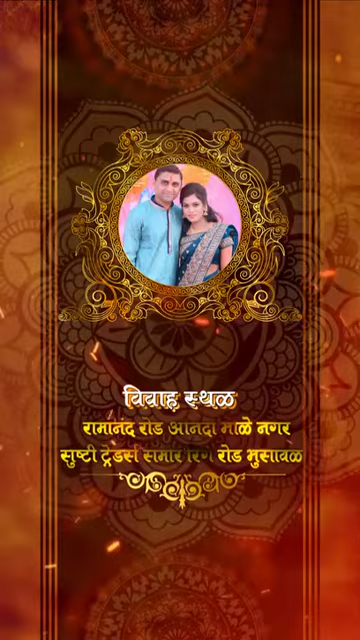 विवाह स्थळ
रामानंद रोड आनंदा माळे नगर
सुष्टी ट्रेडर्स समोर रिंग रोड भुसावळ